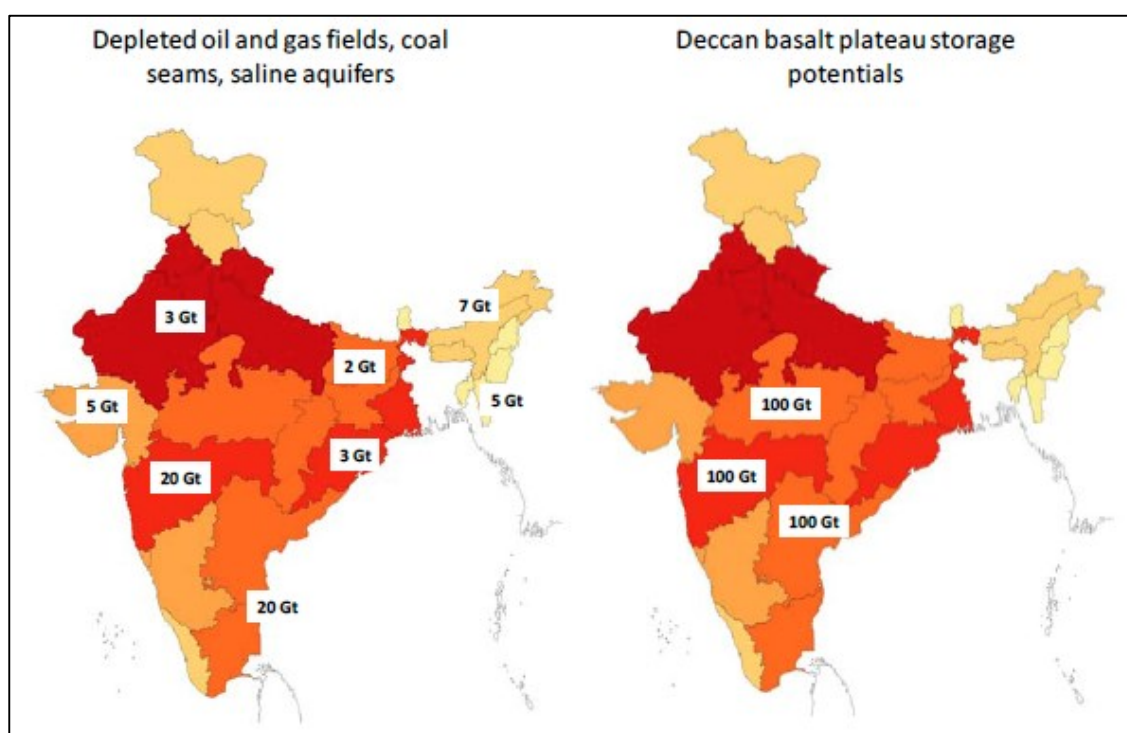 Depleted oil and gas fields, coal
seams, saline aquifers
Deccan basalt plateau storage
potentials
3 Gt
7 Gt
2 Gt
5 Gt
5 Gt
3 Gt
20 Gt
20 Gt
100 Gt
100 Gt
100 Gt